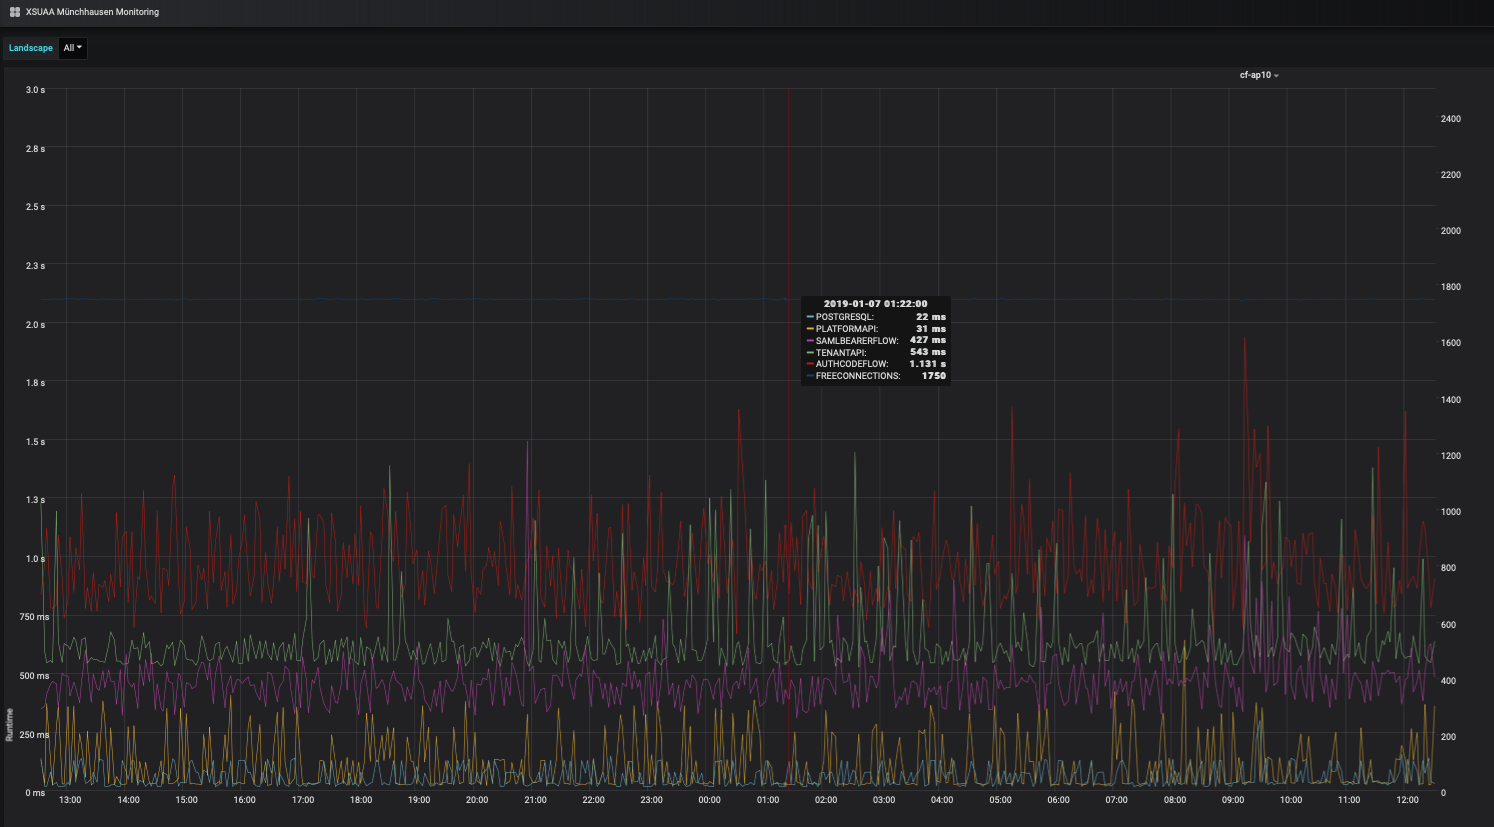 XSUAA Münchhausen Monitoring
Landscape All
cf-ap10
3.0 s
2.8 s
2.5 s
2.3 s
2.0 s
1.8 s
1.5 s
1.3 s
1.0 s
750 ms
500 ms
250 ms
0 ms
Runtime
2400
2200
2000
1800
1600
1400
1200
1000
800
600
400
200
0
2019-01-07 01:22:00
POSTGRESQL: 22 ms
PLATFORMAPI: 31 ms
SAMLBEARERFLOW: 427 ms
TENANTAPI: 543 ms
AUTHCODEFLOW: 1.131 s
FREECONNECTIONS: 1750
13:00 14:00 15:00 16:00 17:00 18:00 19:00 20:00 21:00 22:00 23:00 00:00 01:00 02:00 03:00 04:00 05:00 06:00 07:00 08:00 09:00 10:00 11:00 12:00